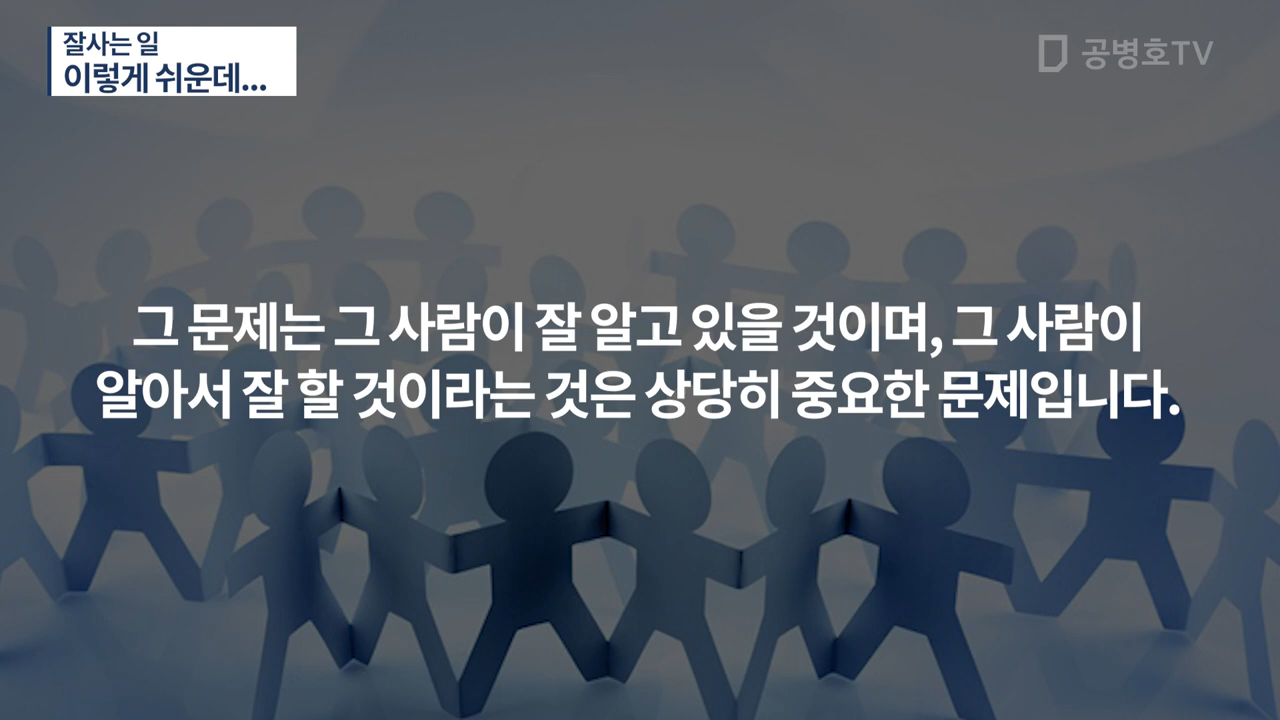 잘사는 일
이렇게 쉬운데...
공병호TV
그 문제는 그 사람이 잘 알고 있을 것이며, 그 사람이
알아서 잘 할 것이라는 것은 상당히 중요한 문제입니다.